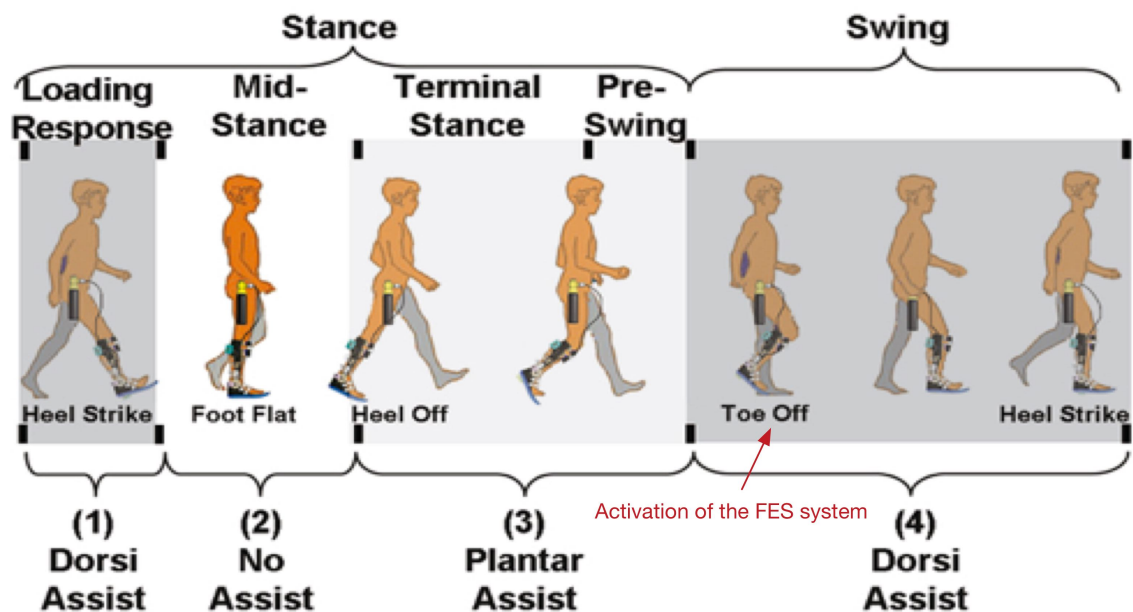 Stance
Swing
Loading
Response
Mid-
Stance
Terminal
Stance
Pre-
Swing
Heel Strike
Foot Flat
Heel Off
Toe Off
Heel Strike
Activation of the FES system
(1)
Dorsi
Assist
(2)
No
Assist
(3)
Plantar
Assist
(4)
Dorsi
Assist